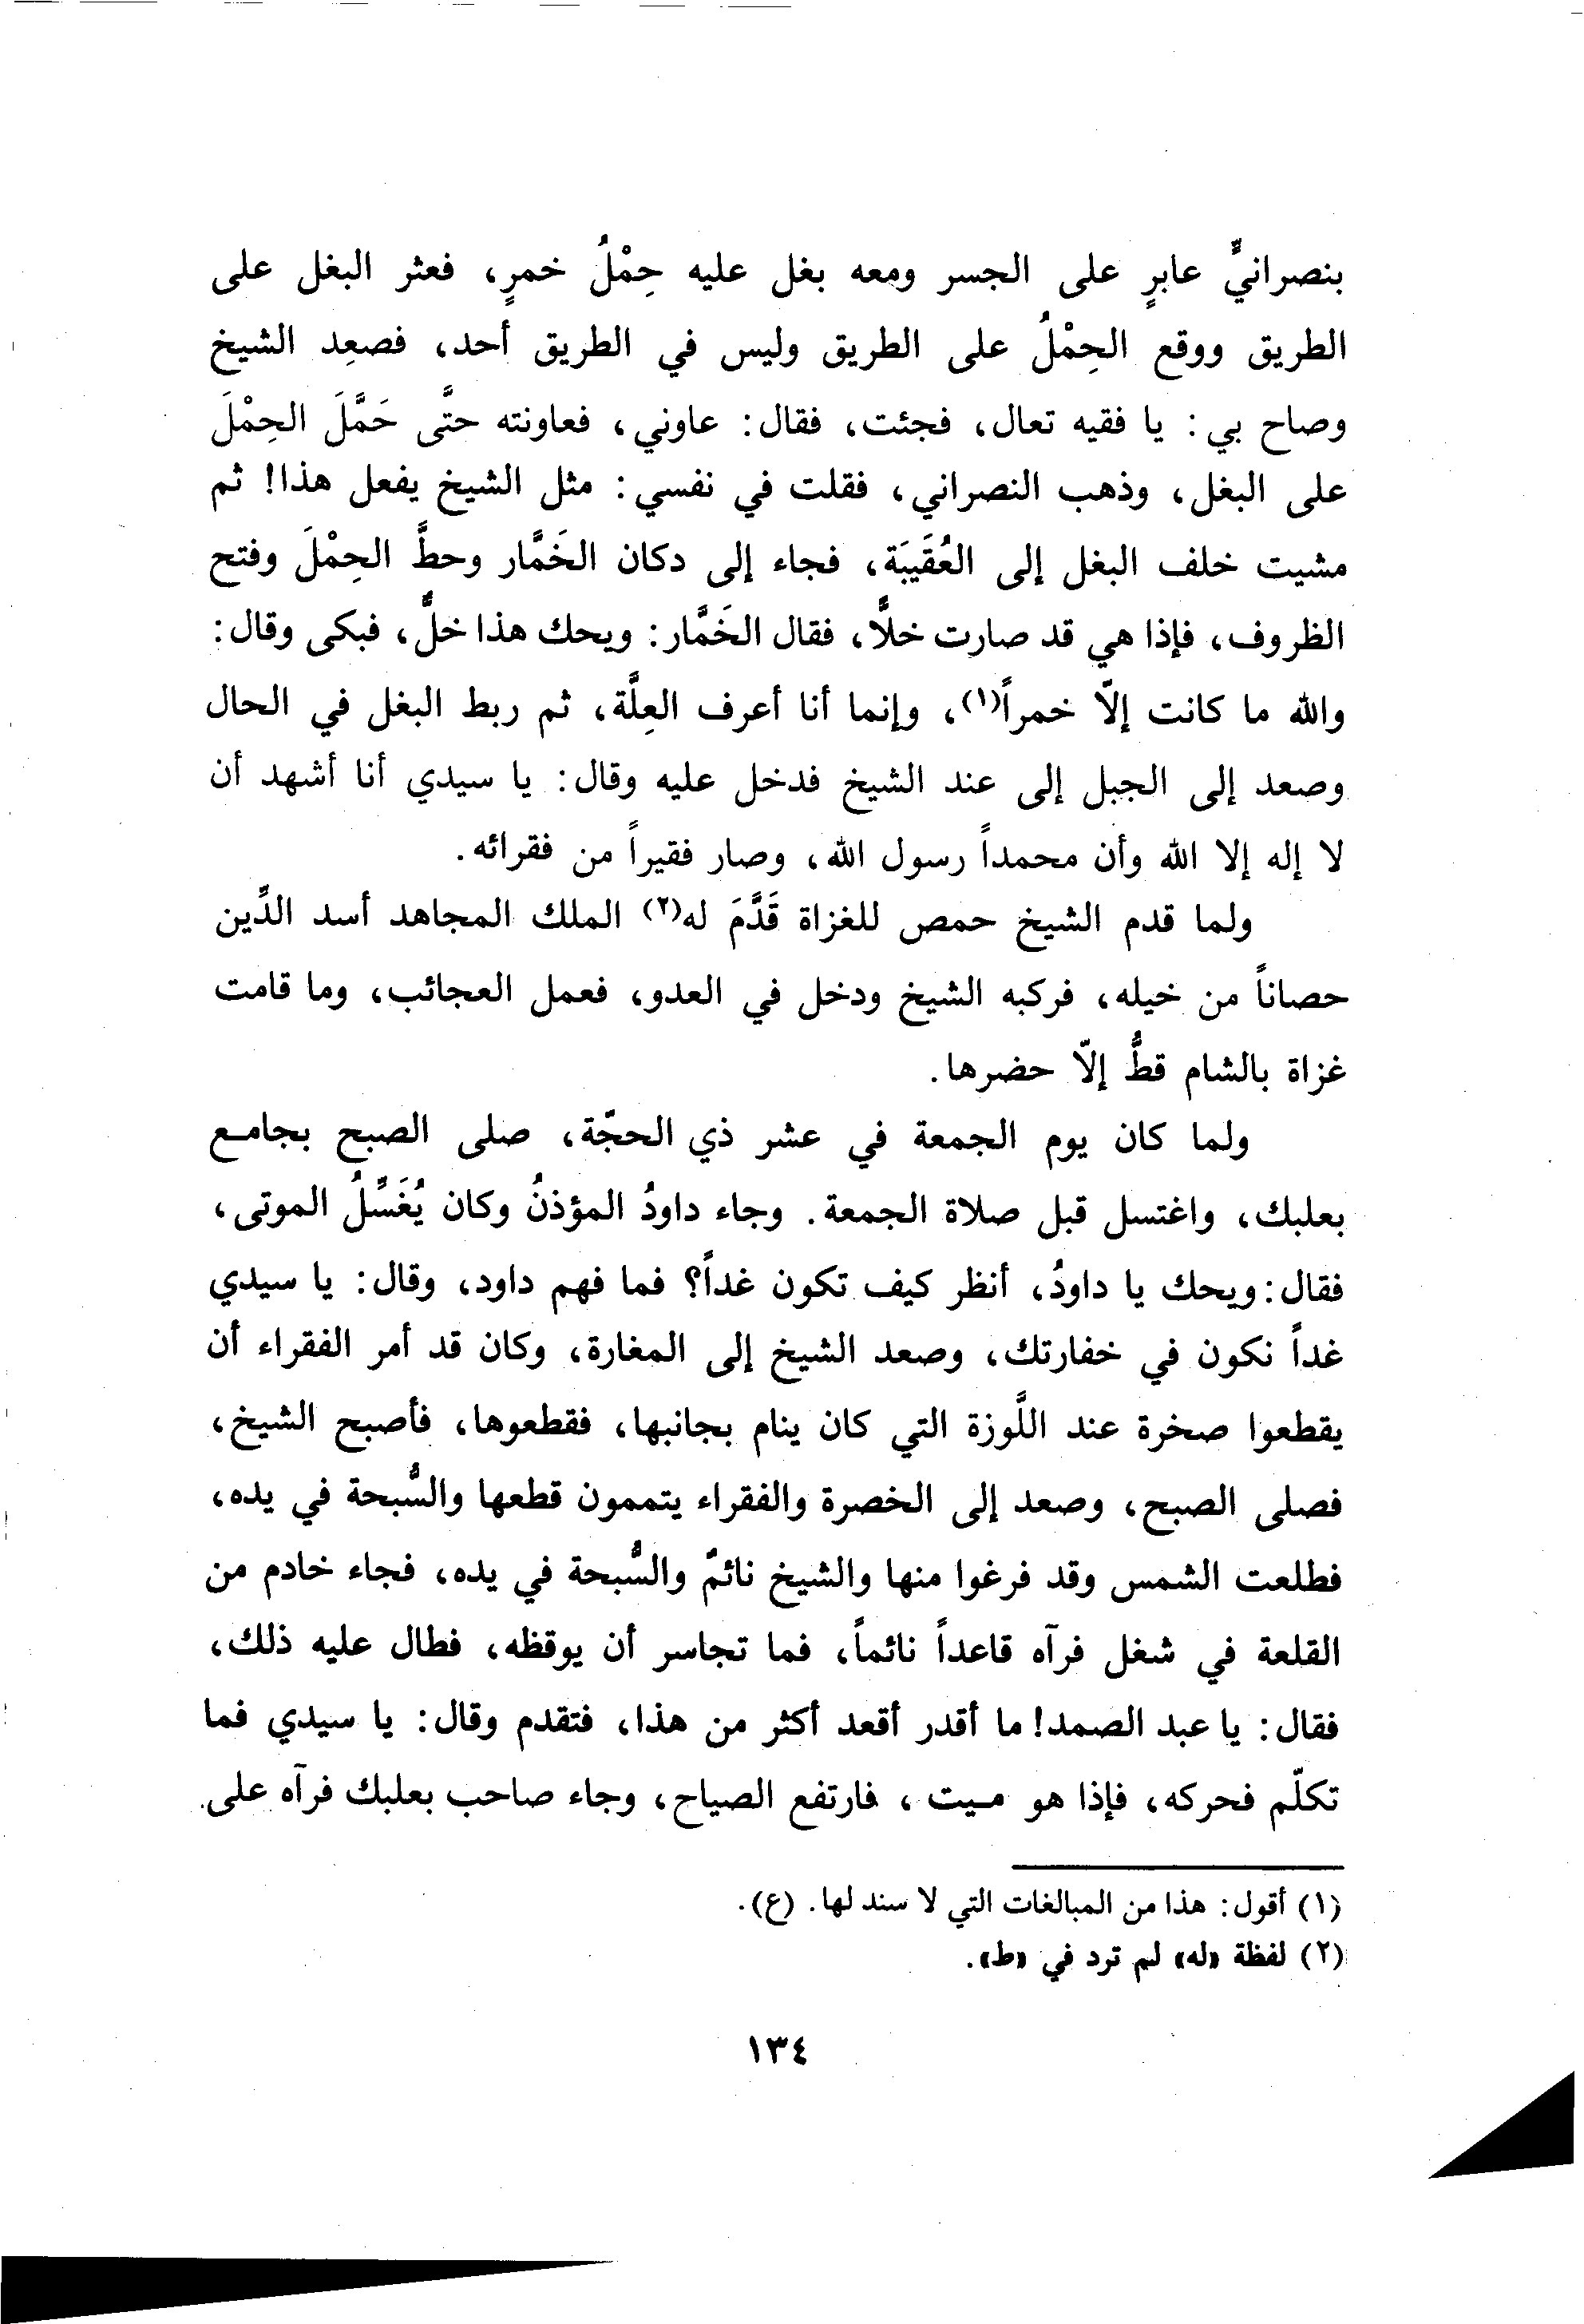 بنصرانيٍّ عابرٍ على الجسر ومعه بغل عليه حِمْلُ خمرٍ، فعثر البغل على
الطريق ووقع الحِمْلُ على الطريق وليس في الطريق أحد، فصعِد الشيخ
وصاح بي: يا فقيه تعال، فجئت، فقال: عاوني، فعاونته حتَّى حَمَّلَ الحِمْلَ
على البغل، وذهب النصراني، فقلت في نفسي: مثل الشيخ يفعل هذا! ثم
مشيت خلف البغل إلى العُقَيبَة، فجاء إلى دكان الخَمَّار وحطَّ الحِمْلَ وفتح
الظروف، فإذا هي قد صارت خلًّا، فقال الخَمَّار: ويحك هذا خلٌّ، فبكى وقال:
والله ما كانت إلّا خمراً(١)، وإنما أنا أعرف العِلَّة، ثم ربط البغل في الحال
وصعد إلى الجبل إلى عند الشيخ فدخل عليه وقال: يا سيدي أنا أشهد أن
لا إله إلا الله وأن محمداً رسول الله، وصار فقيراً من فقرائه.
ولما قدم الشيخ حمص للغزاة قَدَّمَ له(٢) الملك المجاهد أسد الدِّين
حصاناً من خيله، فركبه الشيخ ودخل في العدو، فعمل العجائب، وما قامت
غزاة بالشام قطُّ إلّا حضرها.
ولما كان يوم الجمعة في عشر ذي الحجّة، صلى الصبح بجامع
بعلبك، واغتسل قبل صلاة الجمعة. وجاء داودُ المؤذنُ وكان يُغَسِّلُ الموتى،
فقال: ويحك يا داودُ، أنظر كيف تكون غداً؟ فما فهم داود، وقال: يا سيدي
غداً نكون في خفارتك، وصعد الشيخ إلى المغارة، وكان قد أمر الفقراء أن
يقطعوا صخرة عند اللَّوزة التي كان ينام بجانبها، فقطعوها، فأصبح الشيخ،
فصلى الصبح، وصعد إلى الخصرة والفقراء يتممون قطعها والسُّبحة في يده،
فطلعت الشمس وقد فرغوا منها والشيخ نائمٌ والسُّبحة في يده، فجاء خادم من
القلعة في شغل فرآه قاعداً نائماً، فما تجاسر أن يوقظه، فطال عليه ذلك،
فقال: يا عبد الصمد! ما أقدر أقعد أكثر من هذا، فتقدم وقال: يا سيدي فما
تكلّم فحركه، فإذا هو مـيت، فارتفع الصياح، وجاء صاحب بعلبك فرآه على
(١) أقول: هذا من المبالغات التي لا سند لها. (ع).
(٢) لفظة «له» لم ترد في «ط».
١٣٤